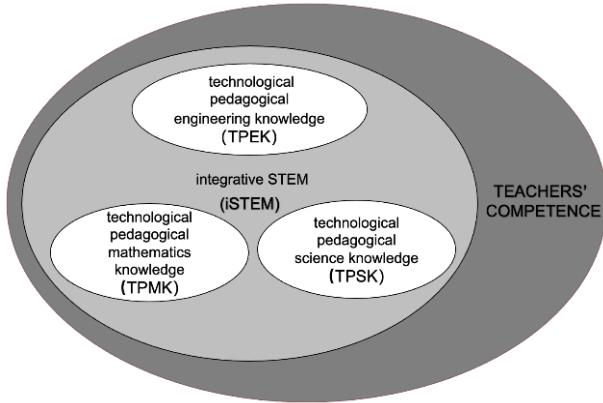 technological
pedagogical
engineering knowledge
(TPEK)
integrative STEM
(iSTEM)
technological
pedagogical
mathematics
knowledge
(TPMK)
technological
pedagogical
science knowledge
(TPSK)
TEACHERS'
COMPETENCE